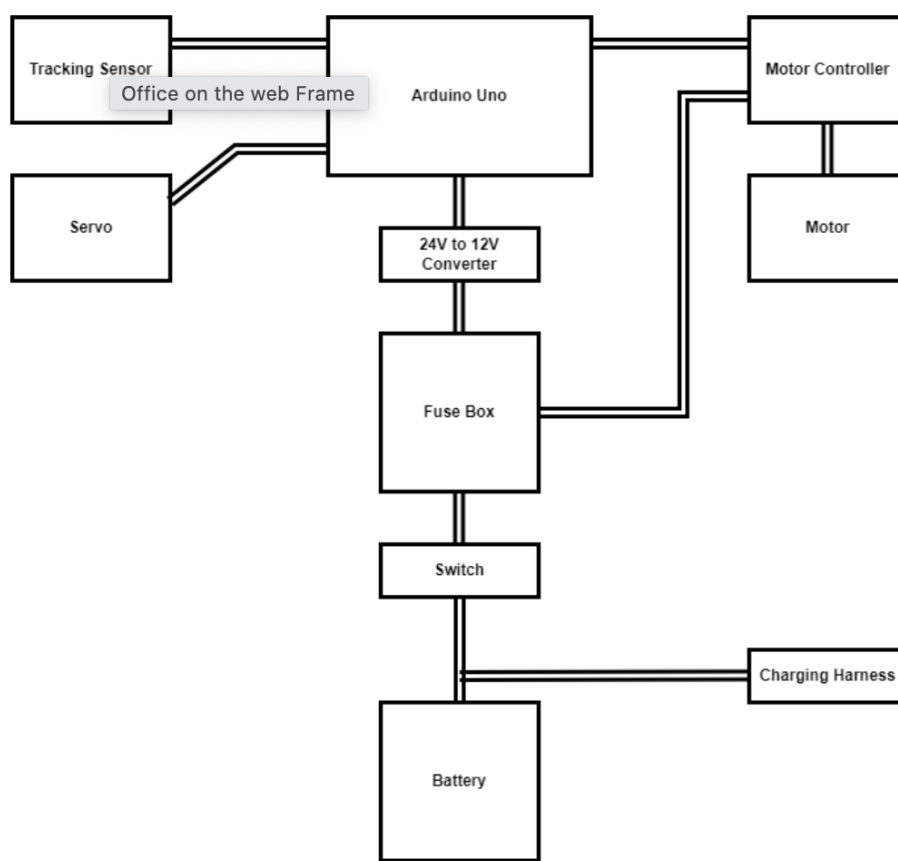 Tracking Sensor
Office on the web Frame
Arduino Uno
Motor Controller
Servo
24V to 12V
Converter
Motor
Fuse Box
Switch
Charging Harness
Battery